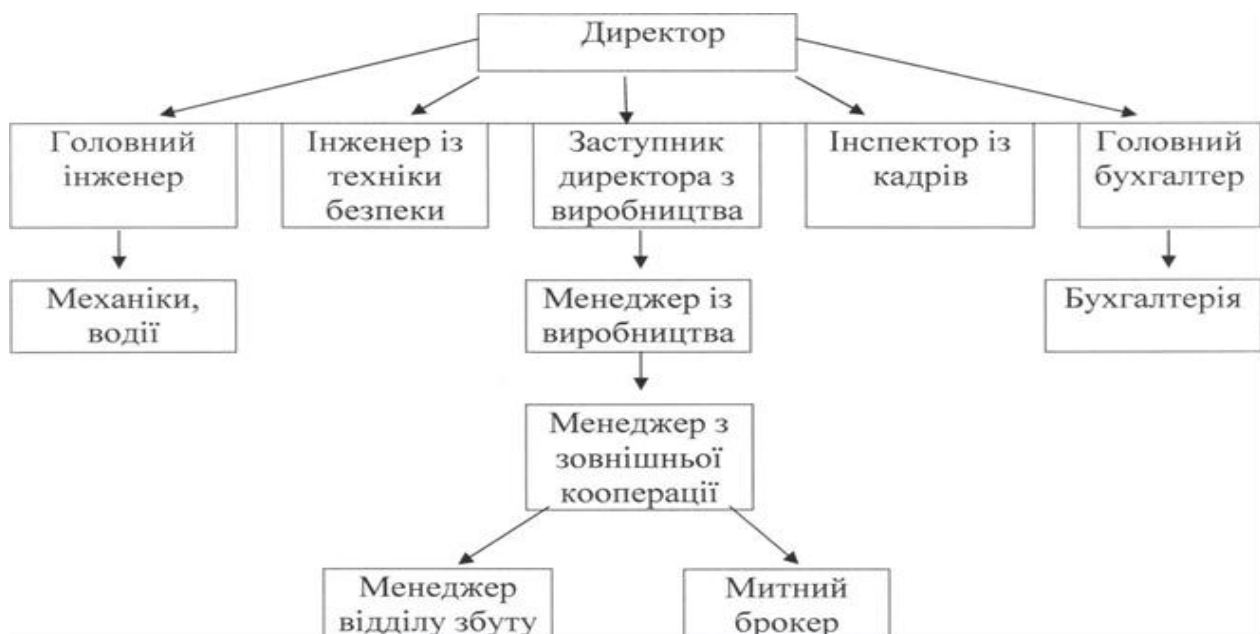 Директор
Головний
інженер
Інженер із
техніки
безпеки
Заступник
директора з
виробництва
Інспектор із
кадрів
Головний
бухгалтер
Механіки,
водії
Менеджер із
виробництва
Бухгалтерія
Менеджер з
зовнішньої
кооперації
Менеджер
відділу збуту
Митний
брокер